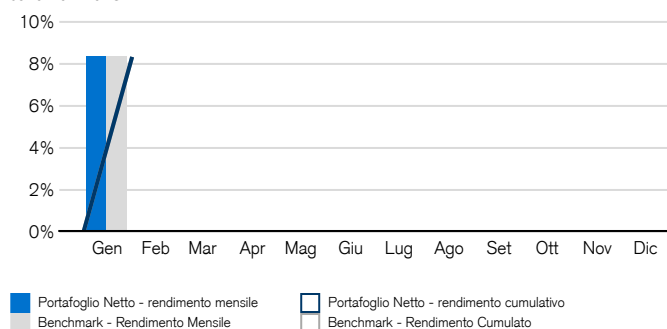 10%
8%
6%
4%
2%
0%
Gen Feb Mar Apr Mag Giu Lug Ago Set Ott Nov Dic
Portafoglio Netto - rendimento mensile
Portafoglio Netto - rendimento cumulativo
Benchmark - Rendimento Mensile
Benchmark - Rendimento Cumulato